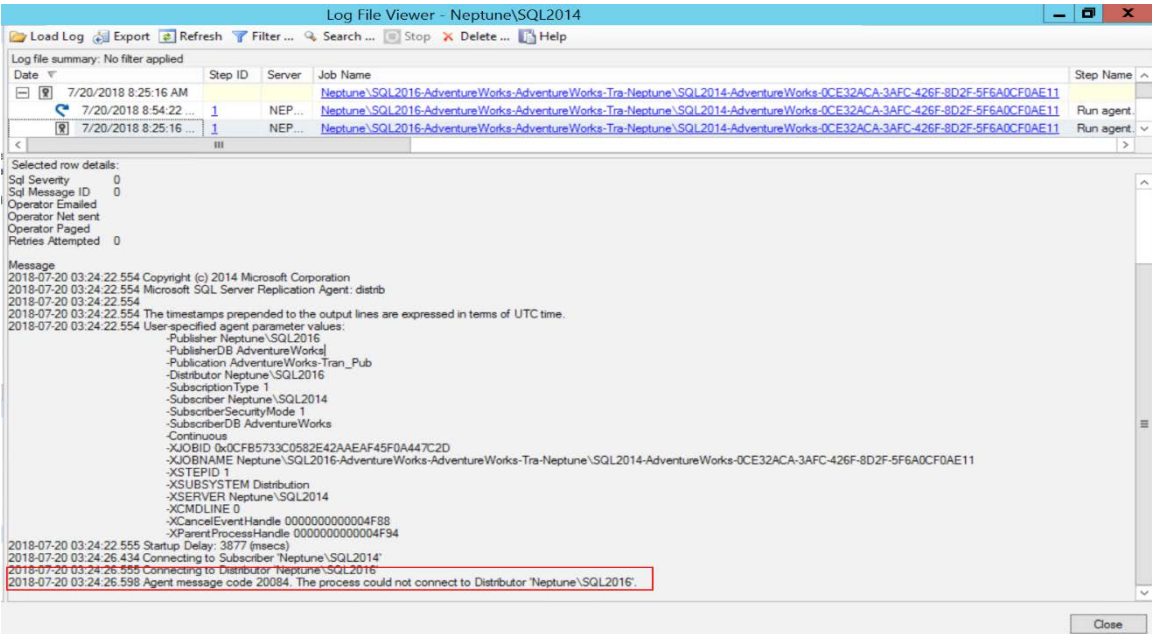 Log File Viewer - Neptune\SQL2014
Load Log Export Refresh Filter ... Search ... Stop Delete ... Help
Log file summary: No filter applied
Date Step ID Server Job Name Step Name
7/20/2018 8:25:16 AM Neptune\SQL2016-AdventureWorks-AdventureWorks-Tra-Neptune\SQL2014-AdventureWorks-0CE32ACA-3AFC-426F-8D2F-5F6A0CF0AE11
7/20/2018 8:54:22 ... 1 NEP... Neptune\SQL2016-AdventureWorks-AdventureWorks-Tra-Neptune\SQL2014-AdventureWorks-0CE32ACA-3AFC-426F-8D2F-5F6A0CF0AE11 Run agent.
7/20/2018 8:25:16 ... 1 NEP... Neptune\SQL2016-AdventureWorks-AdventureWorks-Tra-Neptune\SQL2014-AdventureWorks-0CE32ACA-3AFC-426F-8D2F-5F6A0CF0AE11 Run agent.
Selected row details:
Sql Severity 0
Sql Message ID 0
Operator Emailed
Operator Net sent
Operator Paged
Retries Attempted 0
Message
2018-07-20 03:24:22.554 Copyright (c) 2014 Microsoft Corporation
2018-07-20 03:24:22.554 Microsoft SQL Server Replication Agent: distrib
2018-07-20 03:24:22.554
2018-07-20 03:24:22.554 The timestamps prepended to the output lines are expressed in terms of UTC time.
2018-07-20 03:24:22.554 User-specified agent parameter values:
-Publisher Neptune\SQL2016
-PublisherDB AdventureWorks
-Publication AdventureWorks-Tran_Pub
-Distributor Neptune\SQL2016
-SubscriptionType 1
-Subscriber Neptune\SQL2014
-SubscriberSecurityMode 1
-SubscriberDB AdventureWorks
-Continuous
-XJOBID 0x0CFB5733C0582E42AAEAF45F0A447C2D
-XJOBNAME Neptune\SQL2016-AdventureWorks-AdventureWorks-Tra-Neptune\SQL2014-AdventureWorks-0CE32ACA-3AFC-426F-8D2F-5F6A0CF0AE11
-XSTEPID 1
-XSUBSYSTEM Distribution
-XSERVER Neptune\SQL2014
-XCMDLINE 0
-XCancelEventHandle 0000000000004F88
-XParentProcessHandle 0000000000004F94
2018-07-20 03:24:22.555 Startup Delay: 3877 (msecs)
2018-07-20 03:24:26.434 Connecting to Subscriber 'Neptune\SQL2014'
2018-07-20 03:24:26.555 Connecting to Distributor 'Neptune\SQL2016'
2018-07-20 03:24:26.598 Agent message code 20084. The process could not connect to Distributor 'Neptune\SQL2016'.
Close